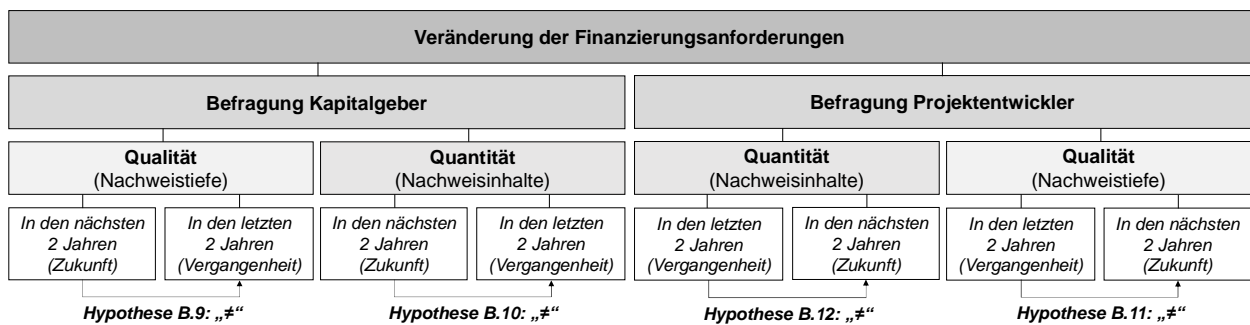 Veränderung der Finanzierungsanforderungen
Befragung Kapitalgeber
Befragung Projektentwickler
Qualität
(Nachweistiefe)
Quantität
(Nachweisinhalte)
Quantität
(Nachweisinhalte)
Qualität
(Nachweistiefe)
In den nächsten
2 Jahren
(Zukunft)
In den letzten
2 Jahren
(Vergangenheit)
In den nächsten
2 Jahren
(Zukunft)
In den letzten
2 Jahren
(Vergangenheit)
In den letzten
2 Jahren
(Vergangenheit)
In den nächsten
2 Jahren
(Zukunft)
In den letzten
2 Jahren
(Vergangenheit)
In den nächsten
2 Jahren
(Zukunft)
Hypothese B.9: „≠“
Hypothese B.10: „≠“
Hypothese B.12: „≠“
Hypothese B.11: „≠“